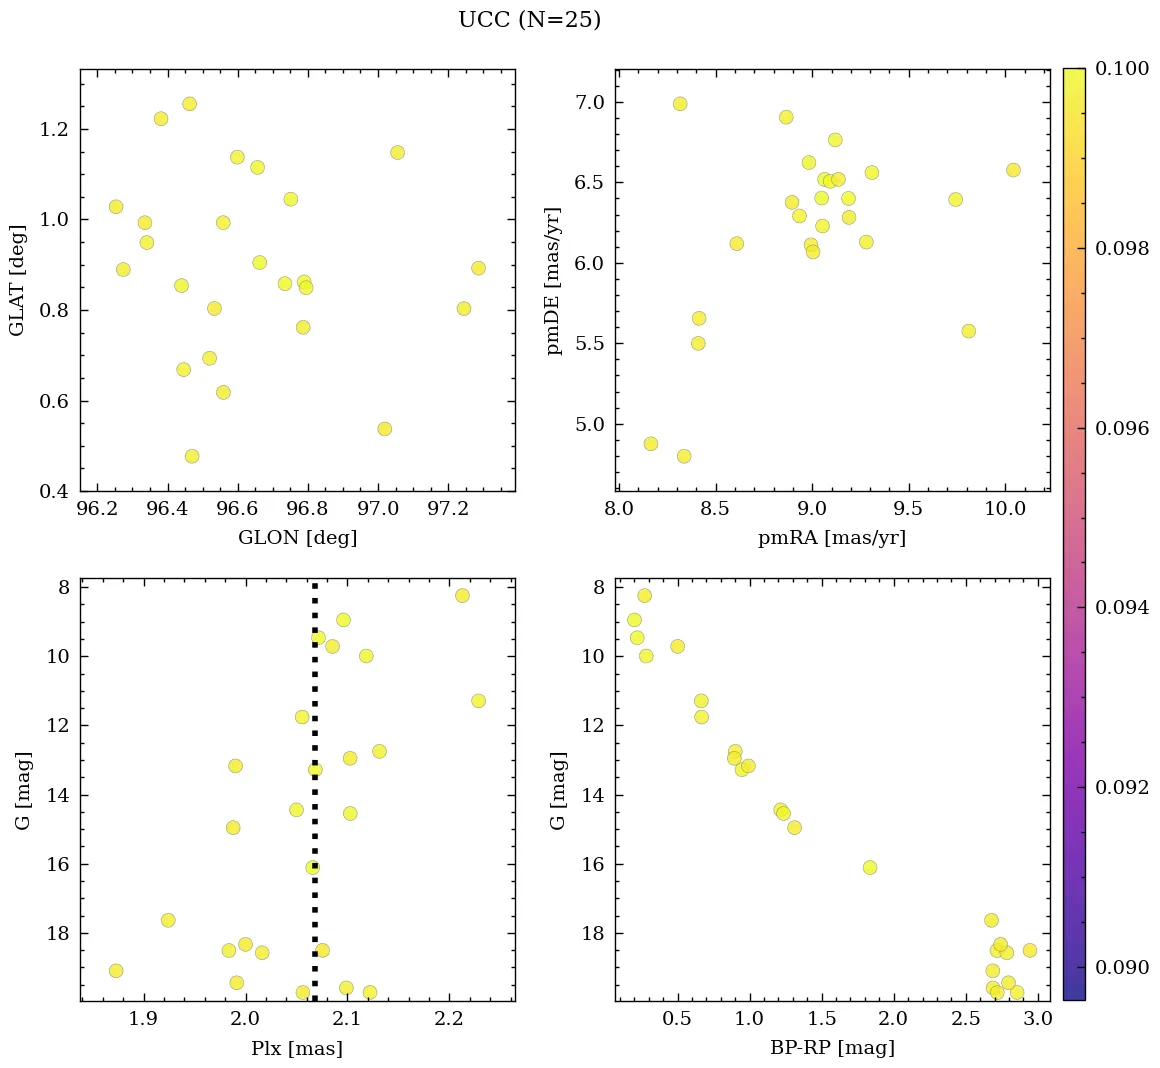 UCC (N=25)
1.2
1.0
0.8
0.6
0.4
GLAT [deg]
96.2 96.4 96.6 96.8 97.0 97.2
GLON [deg]
7.0
6.5
6.0
5.5
5.0
pmDE [mas/yr]
8.0 8.5 9.0 9.5 10.0
pmRA [mas/yr]
0.100
0.098
0.096
0.094
0.092
0.090
8
10
12
14
16
18
G [mag]
1.9 2.0 2.1 2.2
Plx [mas]
8
10
12
14
16
18
G [mag]
0.5 1.0 1.5 2.0 2.5 3.0
BP-RP [mag]